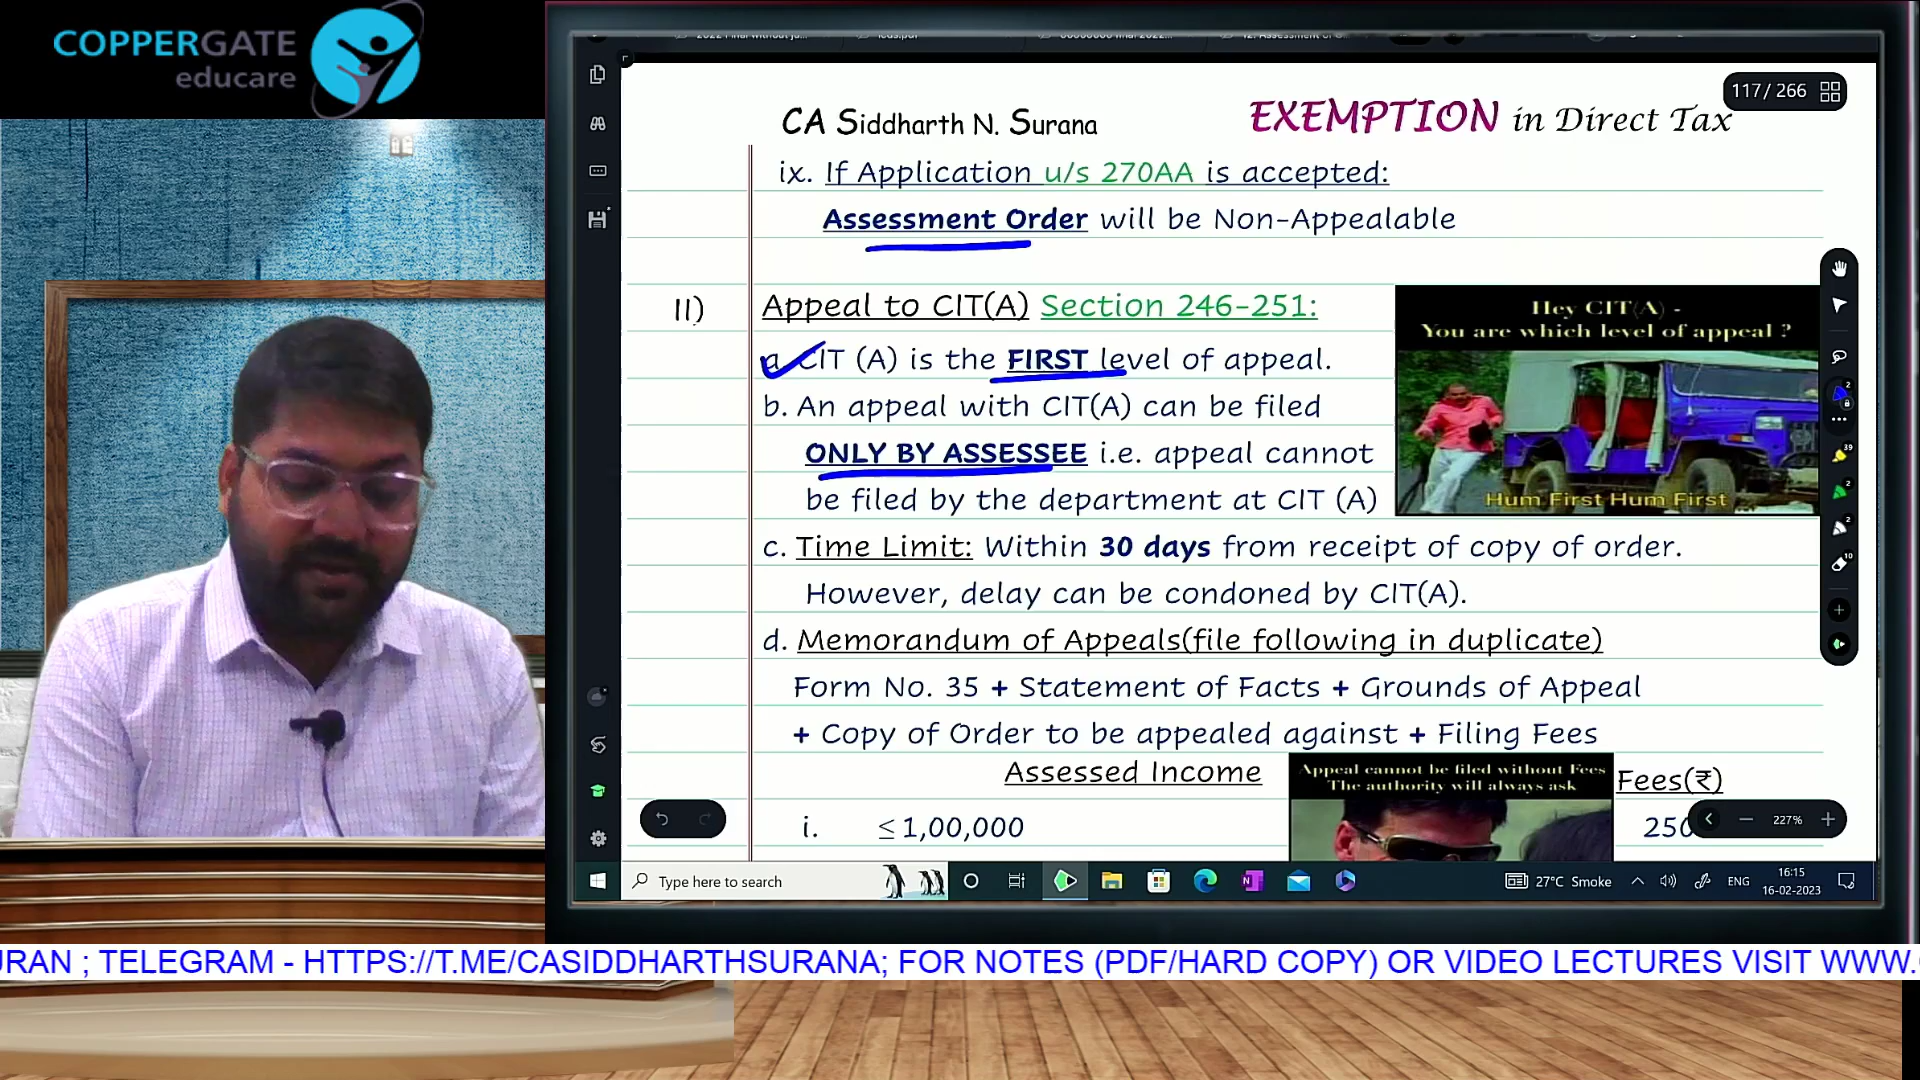 COPPERGATE
educare
117/ 266
CA Siddharth N. Surana
EXEMPTION in Direct Tax
ix. If Application u/s 270AA is accepted:
Assessment Order will be Non-Appealable
II) Appeal to CIT(A) Section 246-251:
a. CIT (A) is the FIRST level of appeal.
b. An appeal with CIT(A) can be filed
ONLY BY ASSESSEE i.e. appeal cannot
be filed by the department at CIT (A)
Hey CIT(A) -
You are which level of appeal ?
Hum First Hum First
c. Time Limit: Within 30 days from receipt of copy of order.
However, delay can be condoned by CIT(A).
d. Memorandum of Appeals(file following in duplicate)
Form No. 35 + Statement of Facts + Grounds of Appeal
+ Copy of Order to be appealed against + Filing Fees
Assessed Income
Appeal cannot be filed without Fees
The authority will always ask
Fees(₹)
i. ≤ 1,00,000
250
227%
Type here to search
27°C Smoke
ENG
16:15
16-02-2023
URAN ; TELEGRAM - HTTPS://T.ME/CASIDDHARTHSURANA; FOR NOTES (PDF/HARD COPY) OR VIDEO LECTURES VISIT WWW.